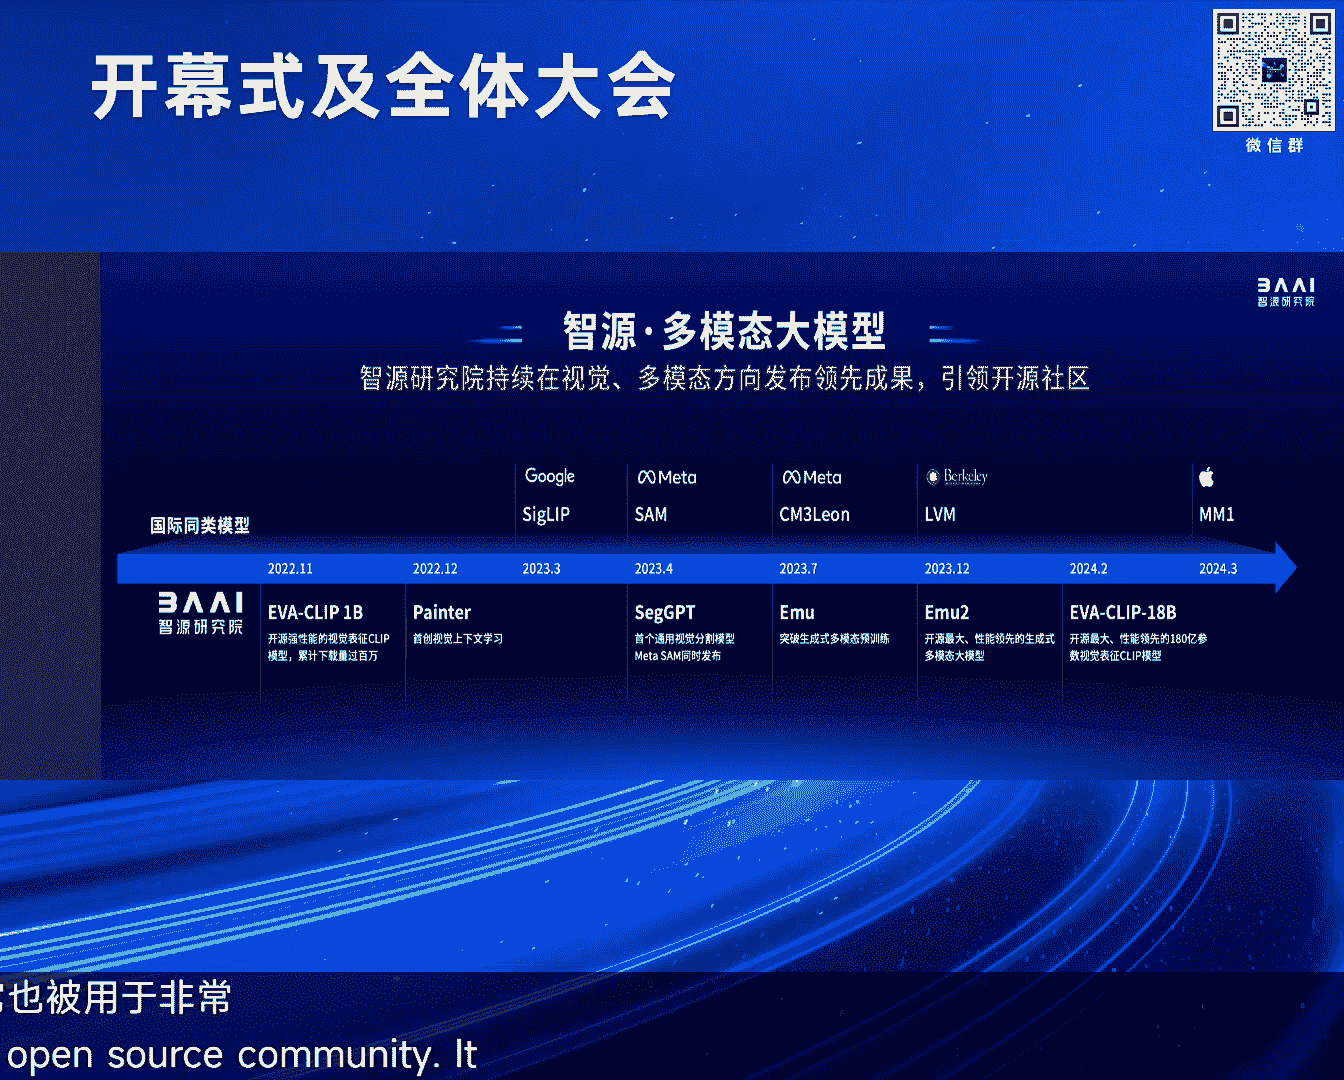 开幕式及全体大会
微信群
BAAI
智源研究院
智源·多模态大模型
智源研究院持续在视觉、多模态方向发布领先成果，引领开源社区
Google
SigLIP
Meta
SAM
Meta
CM3Leon
Berkeley
LVM
MM1
国际同类模型
2022.11
2022.12
2023.3
2023.4
2023.7
2023.12
2024.2
2024.3
BAAI
智源研究院
EVA-CLIP 1B
开源强性能的视觉表征CLIP
模型，累计下载量过百万
Painter
首创视觉上下文学习
SegGPT
首个通用视觉分割模型
Meta SAM同时发布
Emu
突破生成式多模态预训练
Emu2
开源最大、性能领先的生成式
多模态大模型
EVA-CLIP-18B
开源最大、性能领先的180亿参
数视觉表征CLIP模型
也被用于非常
open source community. It